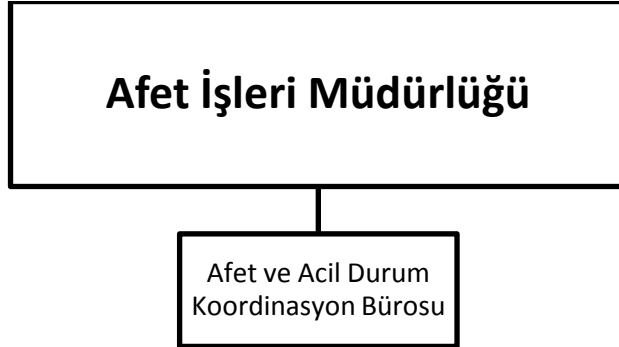 Afet İşleri Müdürlüğü
Afet ve Acil Durum
Koordinasyon Bürosu